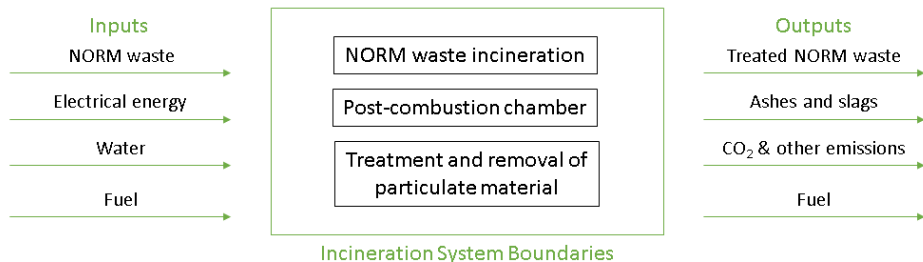 Inputs
NORM waste
Electrical energy
Water
Fuel
NORM waste incineration
Post-combustion chamber
Treatment and removal of
particulate material
Incineration System Boundaries
Outputs
Treated NORM waste
Ashes and slags
CO₂ & other emissions
Fuel